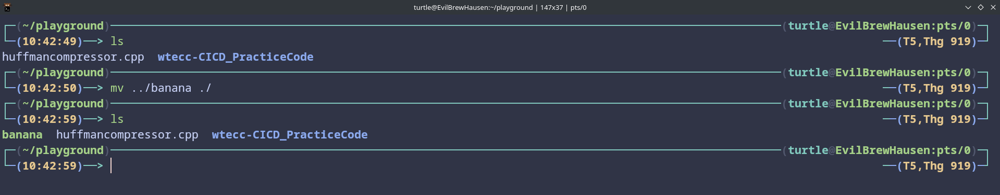 turtle@EvilBrewHausen:~/playground | 147x37 | pts/0
(~/playground) (turtle@EvilBrewHausen:pts/0)
(10:42:49)──> ls (T5,Thg 919)
huffmancompressor.cpp wtecc-CICD_PracticeCode
(~/playground) (turtle@EvilBrewHausen:pts/0)
(10:42:50)──> mv ../banana ./ (T5,Thg 919)
(~/playground) (turtle@EvilBrewHausen:pts/0)
(10:42:59)──> ls (T5,Thg 919)
banana huffmancompressor.cpp wtecc-CICD_PracticeCode
(~/playground) (turtle@EvilBrewHausen:pts/0)
(10:42:59)──> (T5,Thg 919)